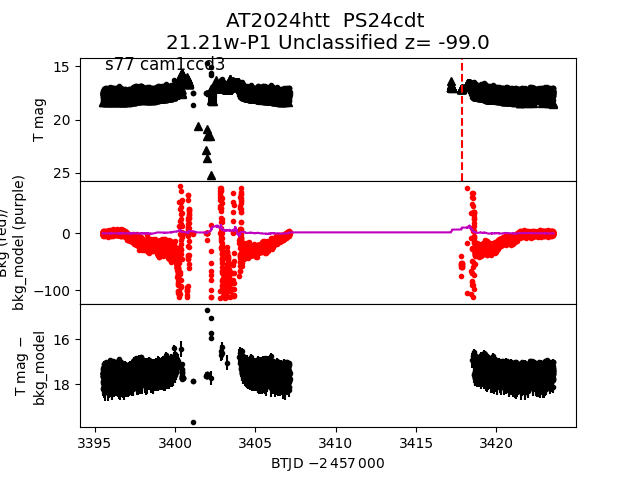 AT2024htt PS24cdt
21.21w-P1 Unclassified z= -99.0
s77 cam1ccd3
15
20
25
T mag
0
−100
Bkg (red)/
bkg_model (purple)
16
18
T mag −
bkg_model
3395 3400 3405 3410 3415 3420
BTJD −2 457 000